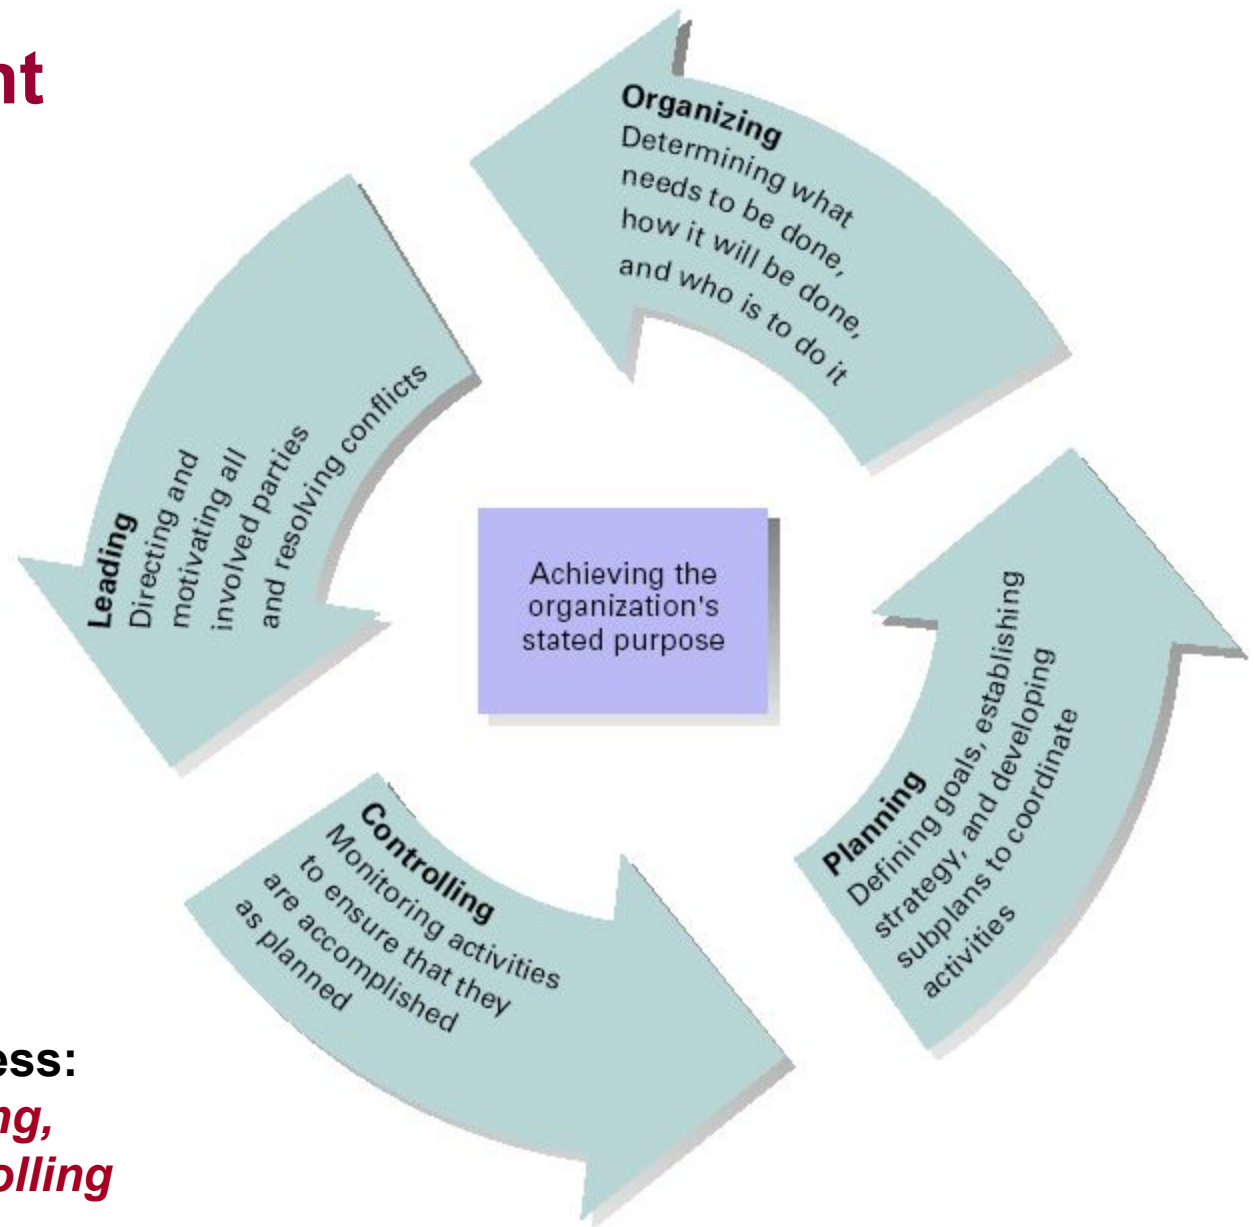 nt
Organizing
Determining what
needs to be done,
how it will be done,
and who is to do it
Leading
Directing and
motivating all
involved parties
and resolving conflicts
Achieving the
organization's
stated purpose
Planning
Defining goals, establishing
strategy, and developing
subplans to coordinate
activities
Controlling
Monitoring activities
to ensure that they
are accomplished
as planned
ess:
ng,
olling